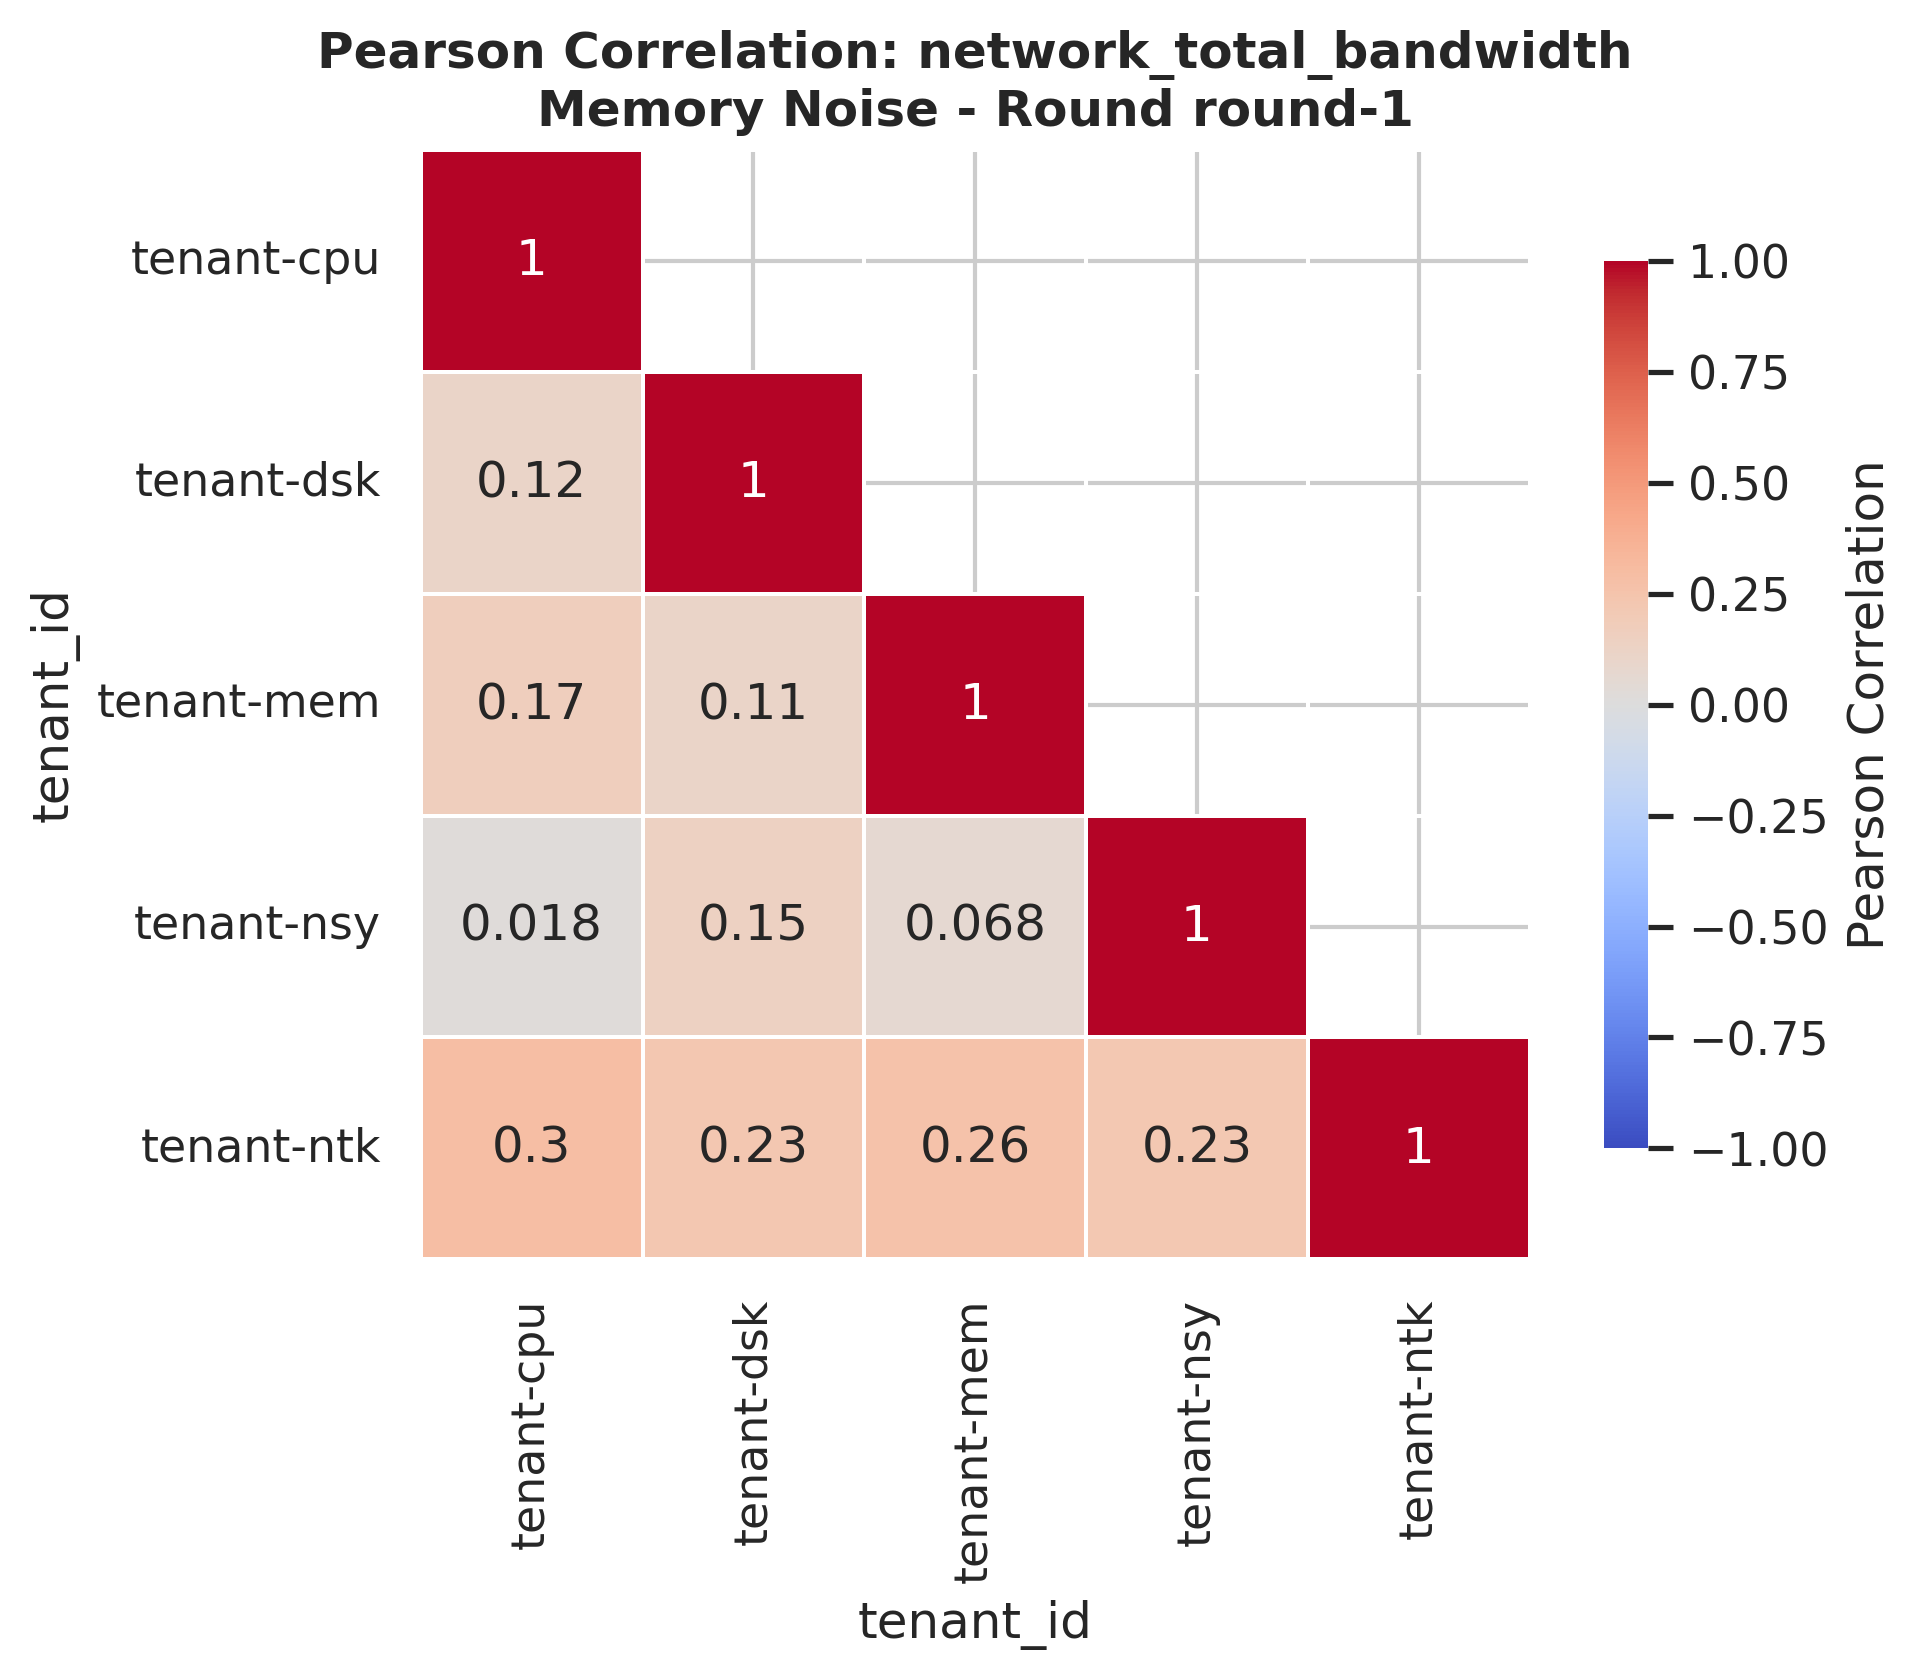 Pearson Correlation: network_total_bandwidth
Memory Noise - Round round-1
tenant_id
tenant-cpu
1
tenant-dsk
0.12
1
tenant-mem
0.17
0.11
1
tenant-nsy
0.018
0.15
0.068
1
tenant-ntk
0.3
0.23
0.26
0.23
1
tenant-cpu
tenant-dsk
tenant-mem
tenant-nsy
tenant-ntk
tenant_id
1.00
0.75
0.50
0.25
0.00
−0.25
−0.50
−0.75
−1.00
Pearson Correlation